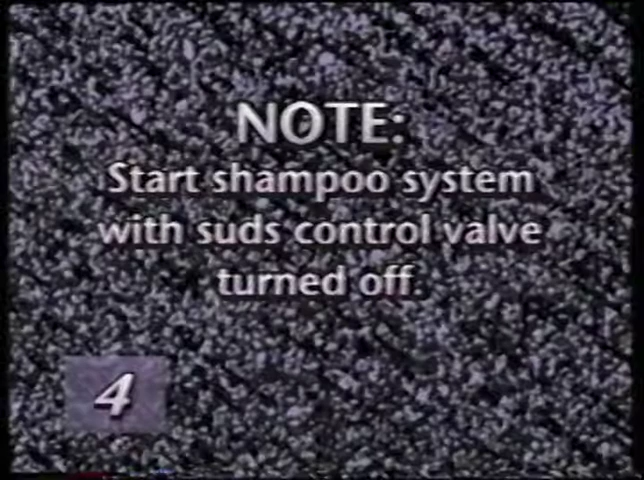 NOTE:
Start shampoo system
with suds control valve
turned off.
4